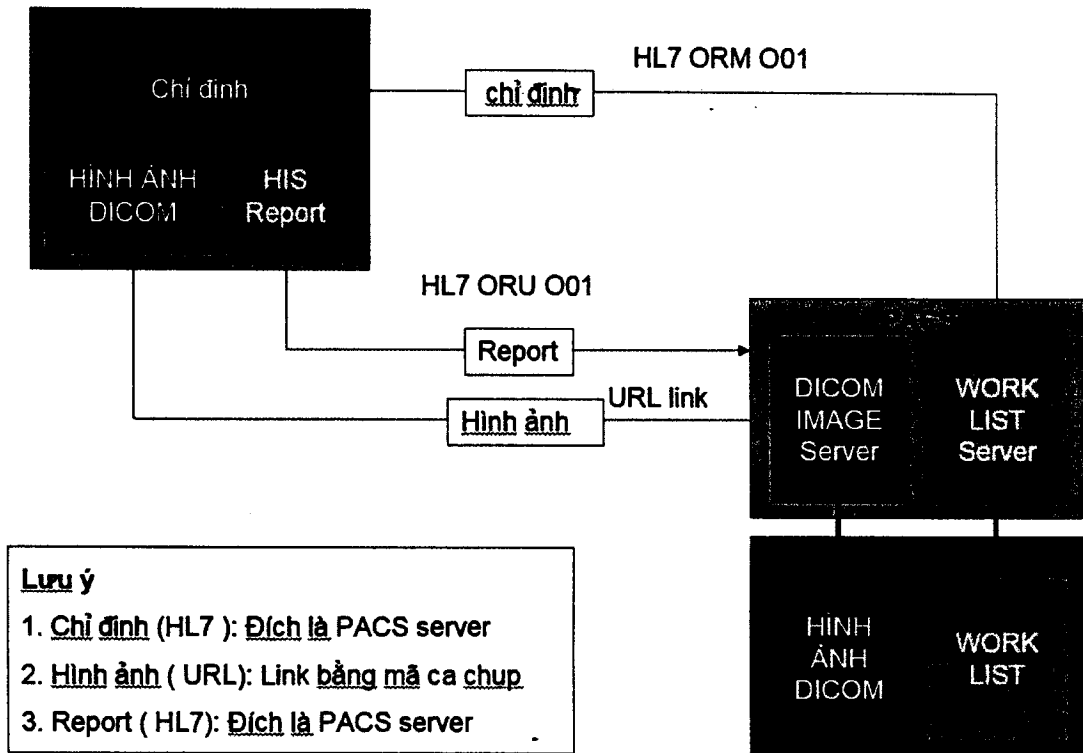 Chỉ định
HÌNH ẢNH
DICOM
HIS
Report
chỉ định
HL7 ORM O01
HL7 ORU O01
Report
URL link
Hình ảnh
DICOM
IMAGE
Server
WORK
LIST
Server
HÌNH
ẢNH
DICOM
WORK
LIST
Lưu ý
1. Chỉ định (HL7 ): Đích là PACS server
2. Hình ảnh ( URL): Link bằng mã ca chụp
3. Report ( HL7): Đích là PACS server